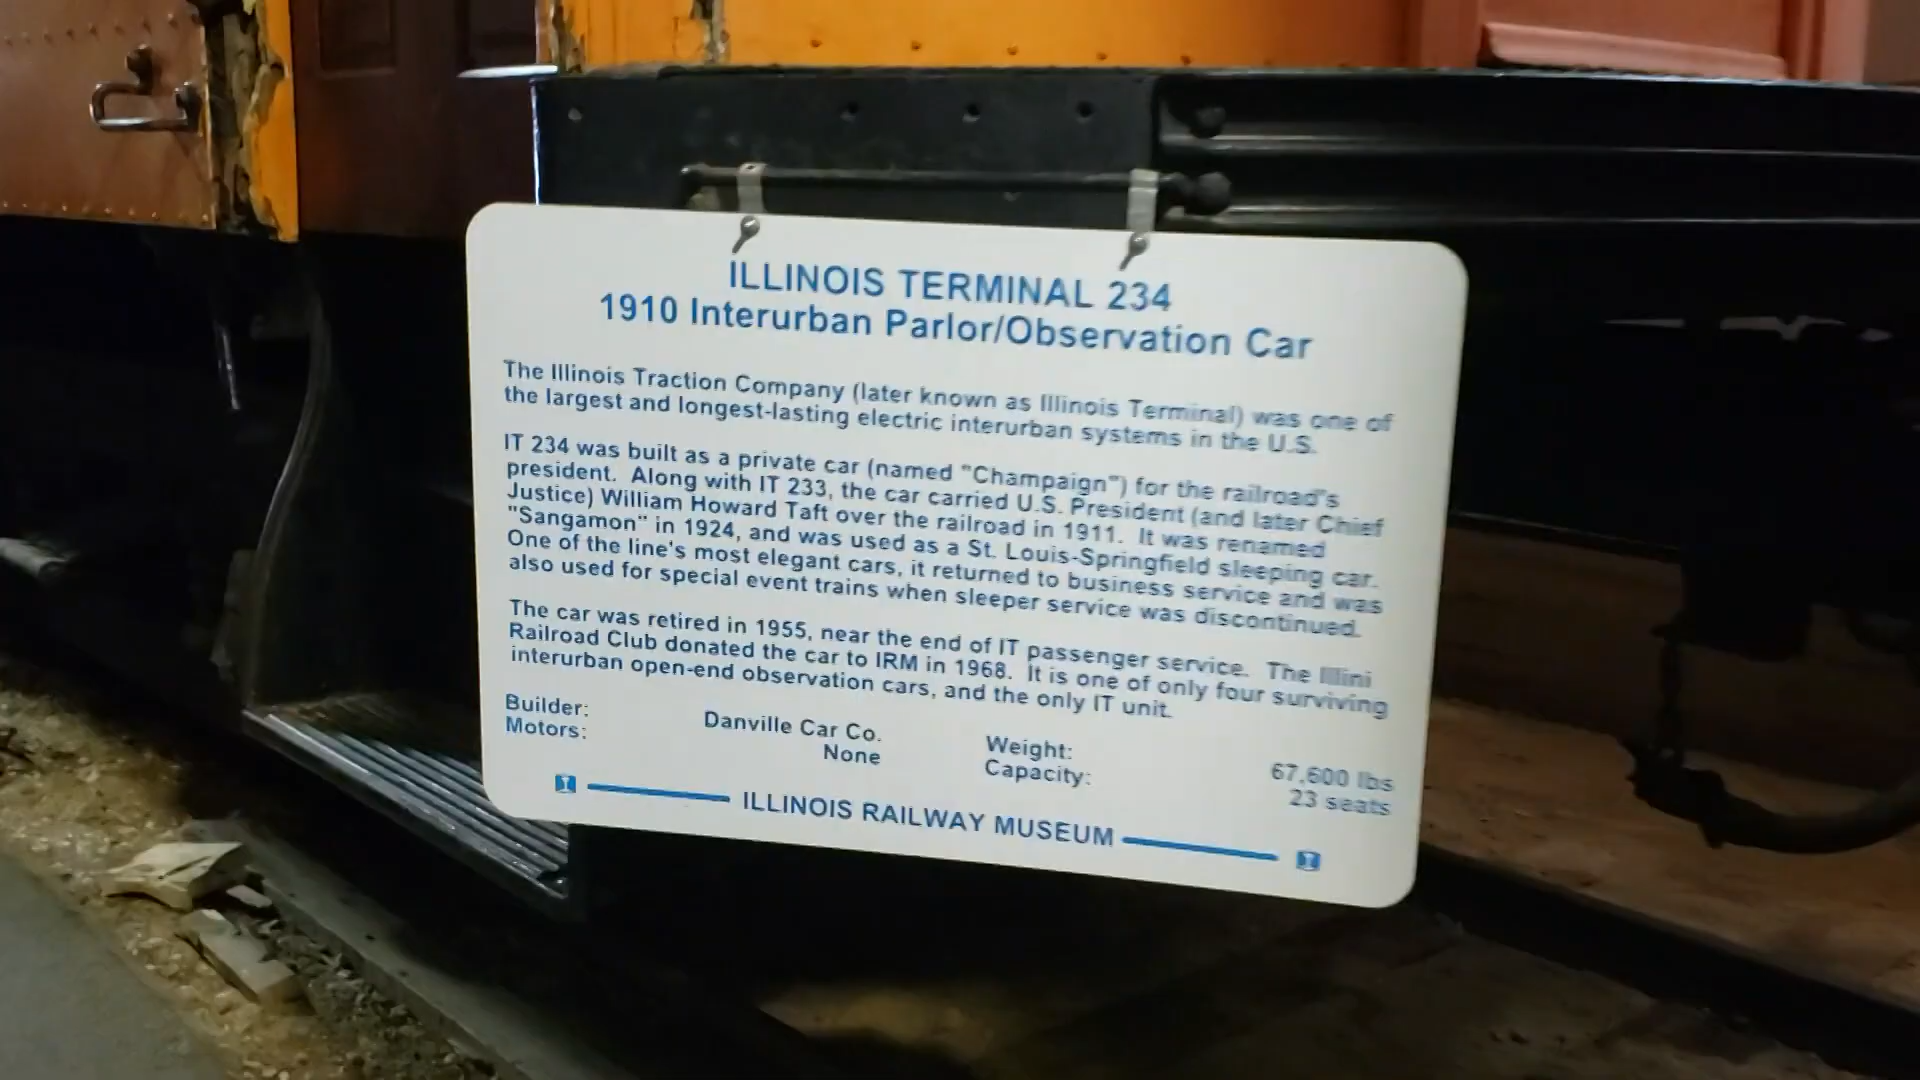 ILLINOIS TERMINAL 234
1910 Interurban Parlor/Observation Car
The Illinois Traction Company (later known as Illinois Terminal) was one of
the largest and longest-lasting electric interurban systems in the U.S.
IT 234 was built as a private car (named "Champaign") for the railroad's
president. Along with IT 233, the car carried U.S. President (and later Chief
Justice) William Howard Taft over the railroad in 1911. It was renamed
"Sangamon" in 1924, and was used as a St. Louis-Springfield sleeping car.
One of the line's most elegant cars, it returned to business service and was
also used for special event trains when sleeper service was discontinued.
The car was retired in 1955, near the end of IT passenger service. The Illini
Railroad Club donated the car to IRM in 1968. It is one of only four surviving
interurban open-end observation cars, and the only IT unit.
Builder: Danville Car Co. Weight: 67,600 lbs
Motors: None Capacity: 23 seats
ILLINOIS RAILWAY MUSEUM